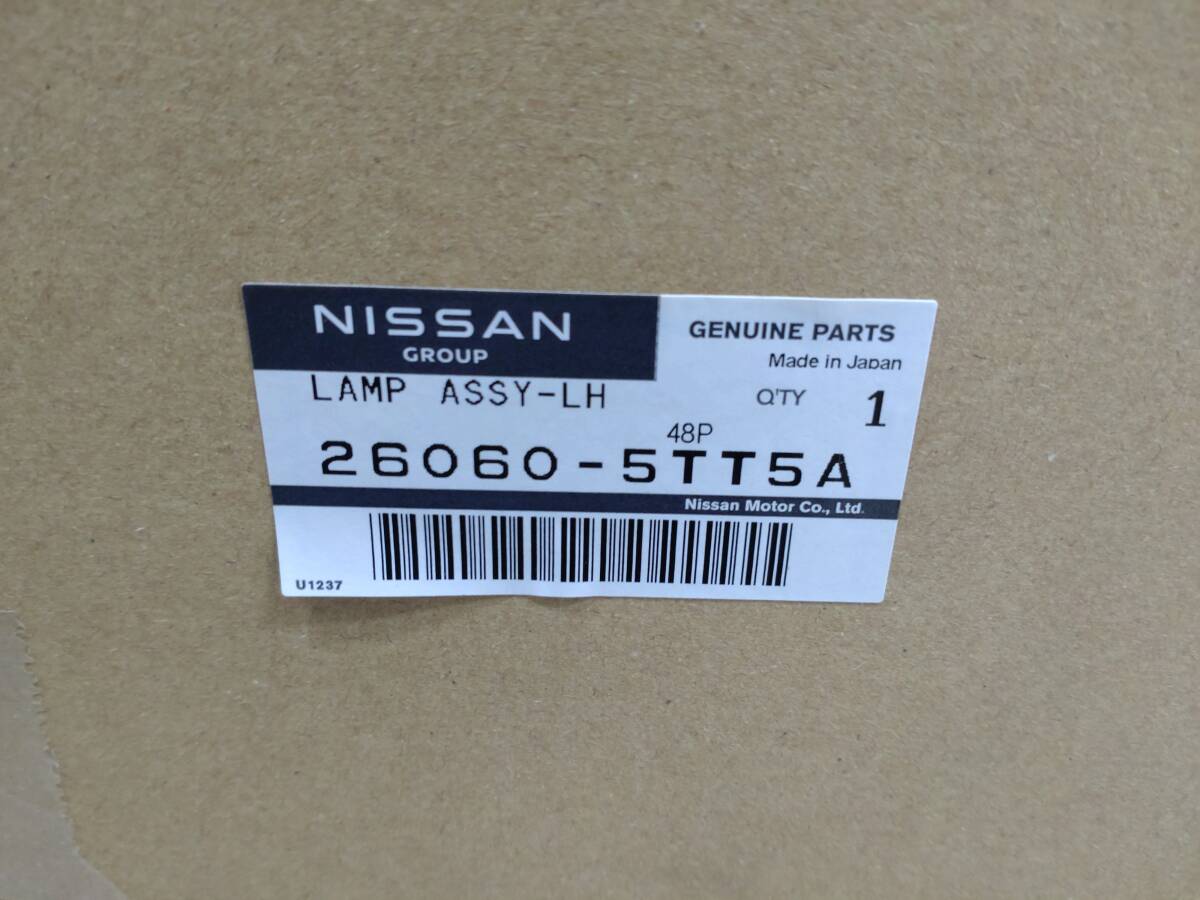 NISSAN
GROUP
GENUINE PARTS
Made in Japan
LAMP ASSY-LH
Q'TY 1
48P
26060-5TT5A
Nissan Motor Co., Ltd.
U1237